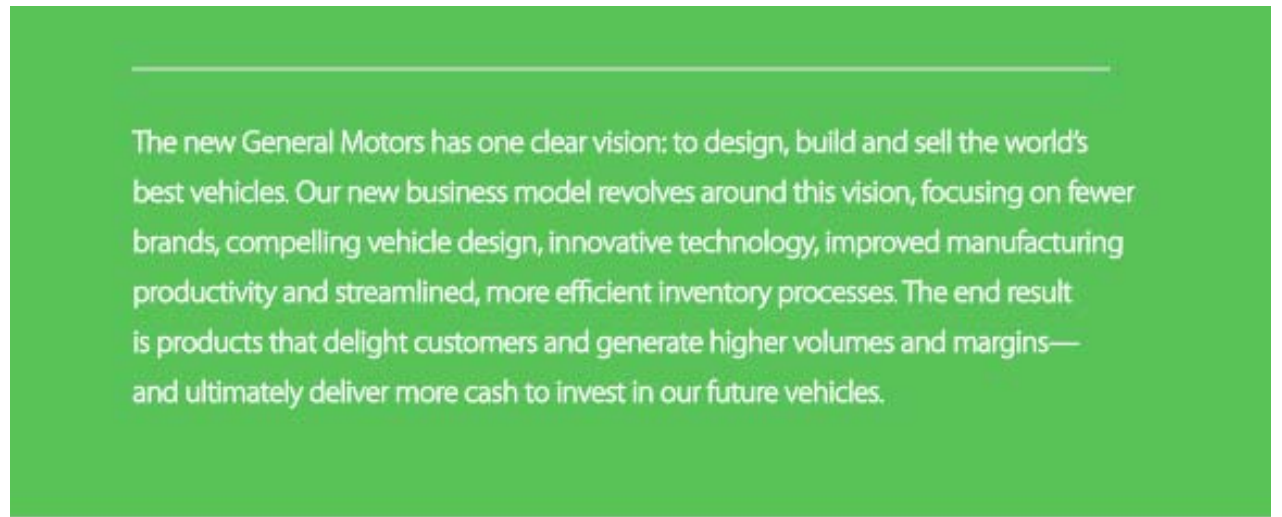 The new General Motors has one clear vision: to design, build and sell the world’s
best vehicles. Our new business model revolves around this vision, focusing on fewer
brands, compelling vehicle design, innovative technology, improved manufacturing
productivity and streamlined, more efficient inventory processes. The end result
is products that delight customers and generate higher volumes and margins—
and ultimately deliver more cash to invest in our future vehicles.